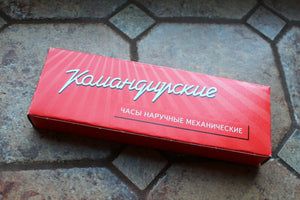 Командирские
ЧАСЫ НАРУЧНЫЕ МЕХАНИЧЕСКИЕ